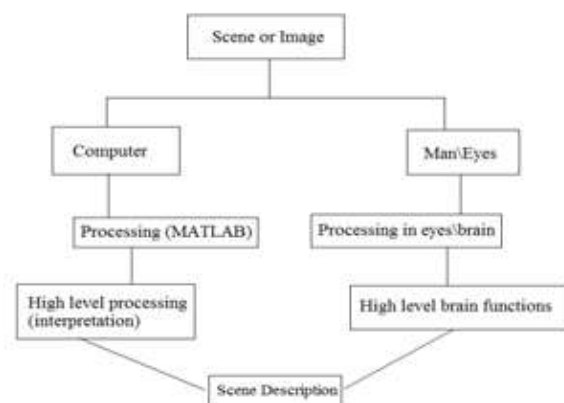 Scene or Image
Computer
Man\Eyes
Processing (MATLAB)
Processing in eyes\brain
High level processing
(interpretation)
High level brain functions
Scene Description